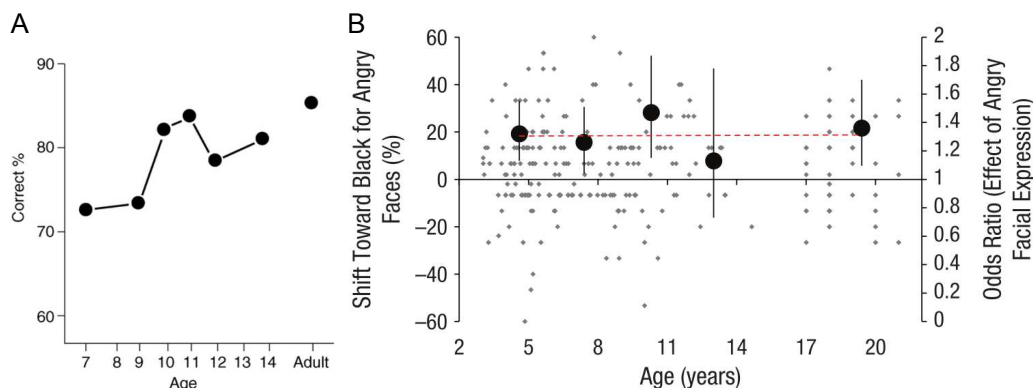 A
Correct %
90
80
70
60
7 8 9 10 11 12 13 14 Adult
Age
B
Shift Toward Black for Angry
Faces (%)
60
40
20
0
–20
–40
–60
2 5 8 11 14 17 20
Age (years)
2
1.8
1.6
1.4
1.2
1
0.8
0.6
0.4
0.2
0
Odds Ratio (Effect of Angry
Facial Expression)